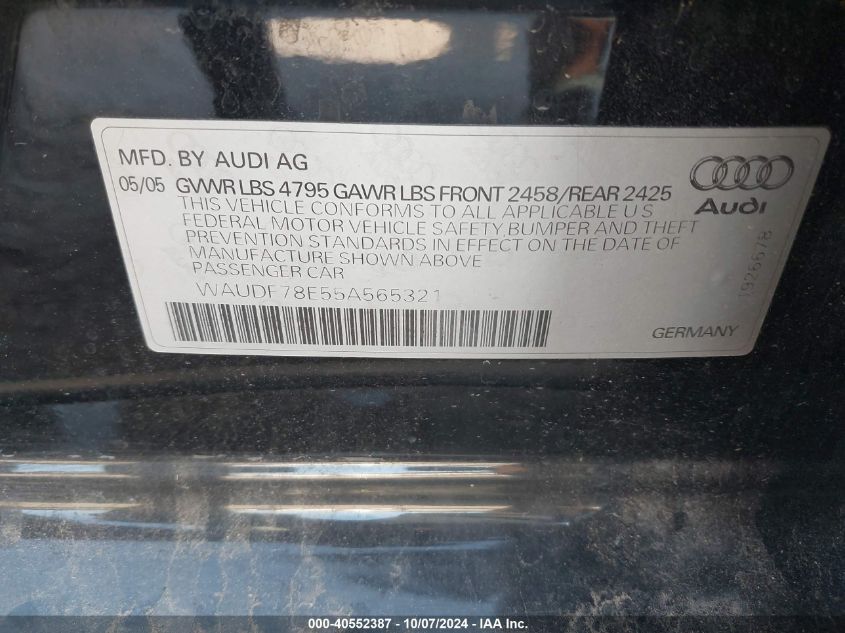 MFD. BY AUDI AG
05/05 GVWR LBS 4795 GAWR LBS FRONT 2458/REAR 2425
THIS VEHICLE CONFORMS TO ALL APPLICABLE U S
FEDERAL MOTOR VEHICLE SAFETY, BUMPER AND THEFT
PREVENTION STANDARDS IN EFFECT ON THE DATE OF
MANUFACTURE SHOWN ABOVE
PASSENGER CAR
WAUDF78E55A565321
Audi
1926678
GERMANY
000-40552387 - 10/07/2024 - IAA Inc.